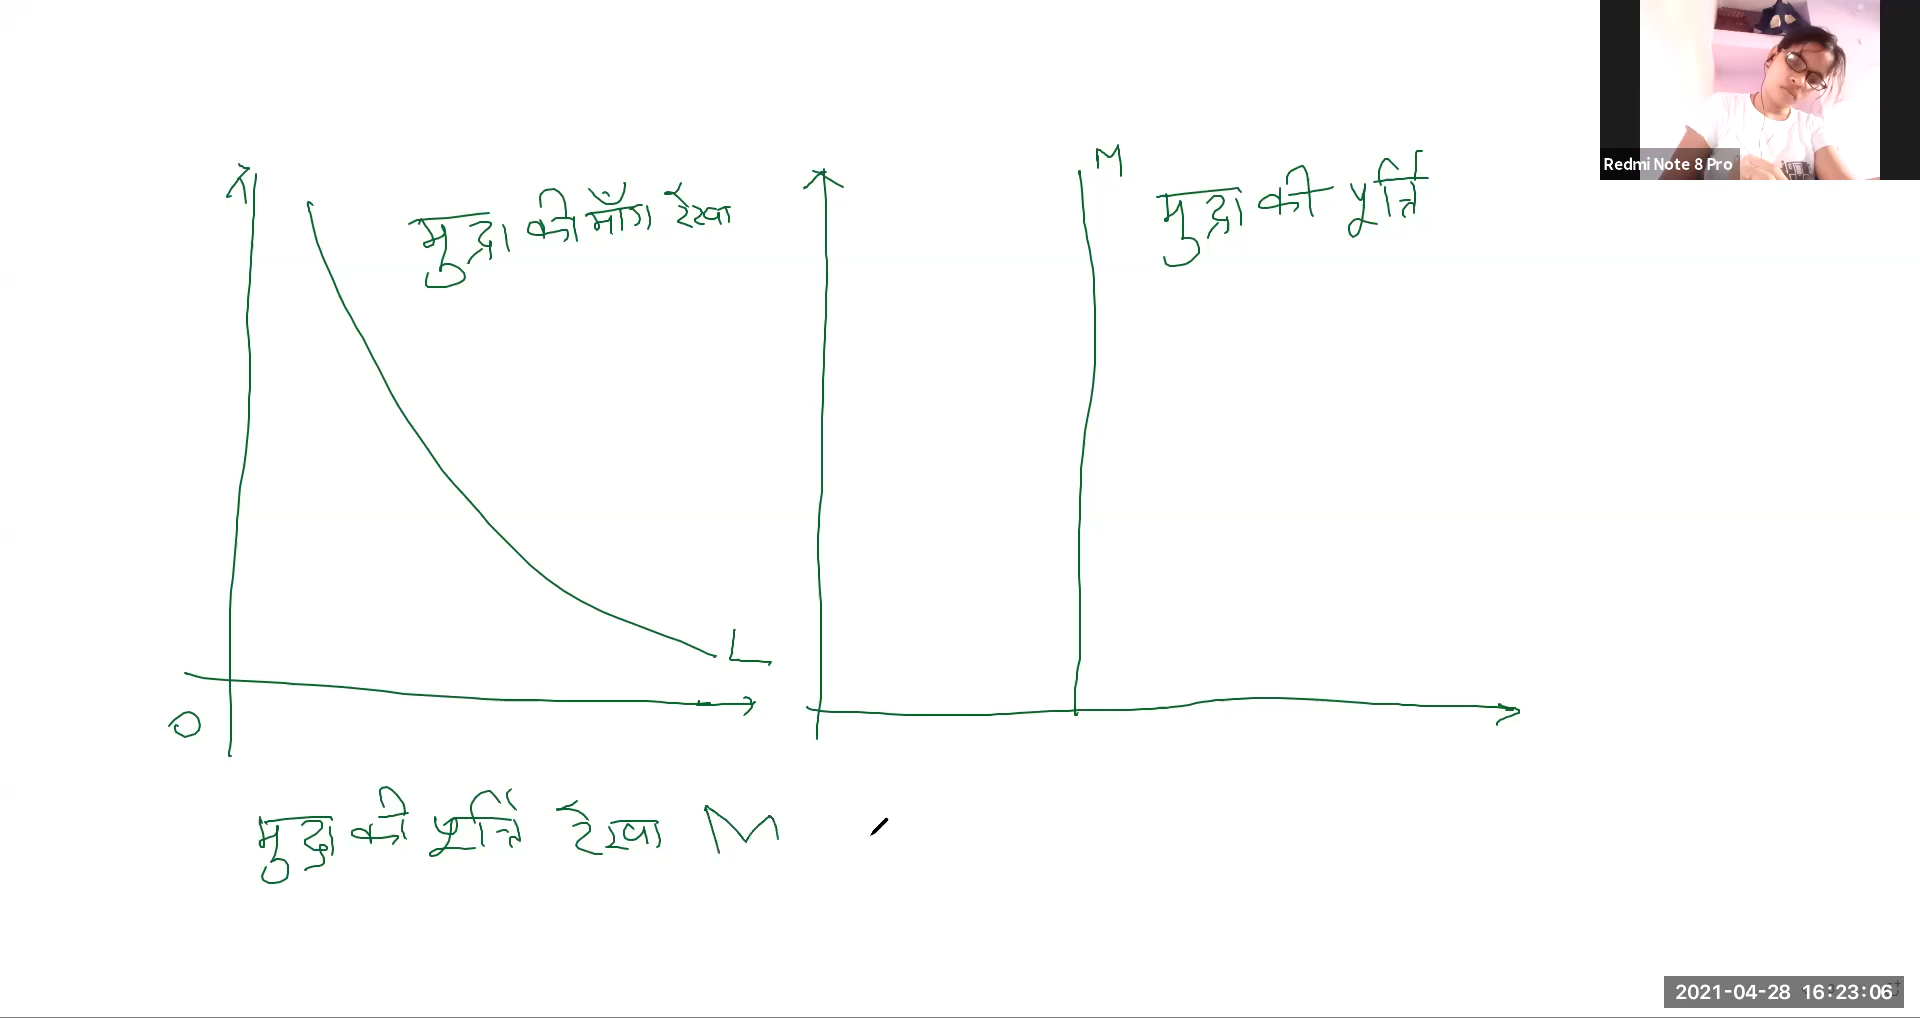 मुद्रा की माँग रेखा
M
मुद्रा की पूर्ति
L
O
मुद्रा की पूर्ति रेखा M
Redmi Note 8 Pro
2021-04-28 16:23:06